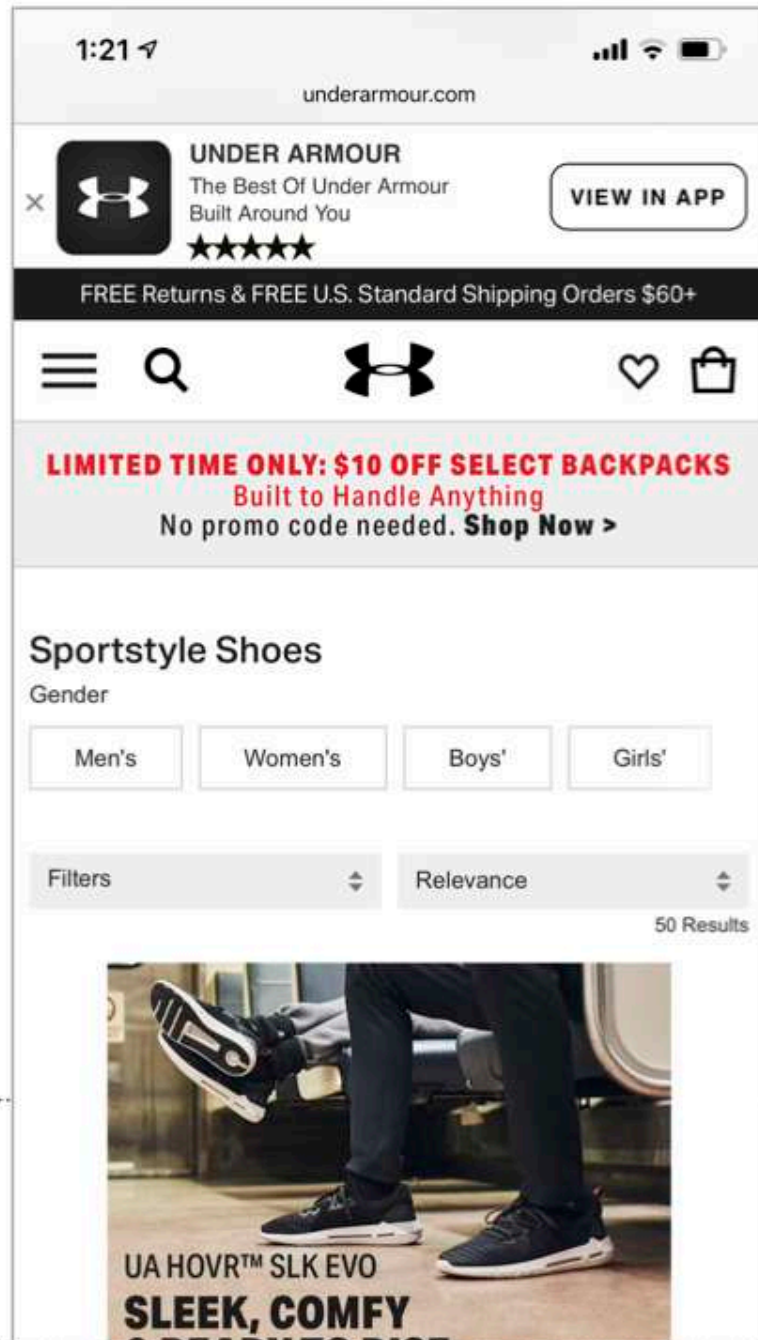 1:21
underarmour.com
UNDER ARMOUR
The Best Of Under Armour
Built Around You
VIEW IN APP
FREE Returns & FREE U.S. Standard Shipping Orders $60+
LIMITED TIME ONLY: $10 OFF SELECT BACKPACKS
Built to Handle Anything
No promo code needed. Shop Now >
Sportstyle Shoes
Gender
Men's Women's Boys' Girls'
Filters Relevance
50 Results
UA HOVR™ SLK EVO
SLEEK, COMFY